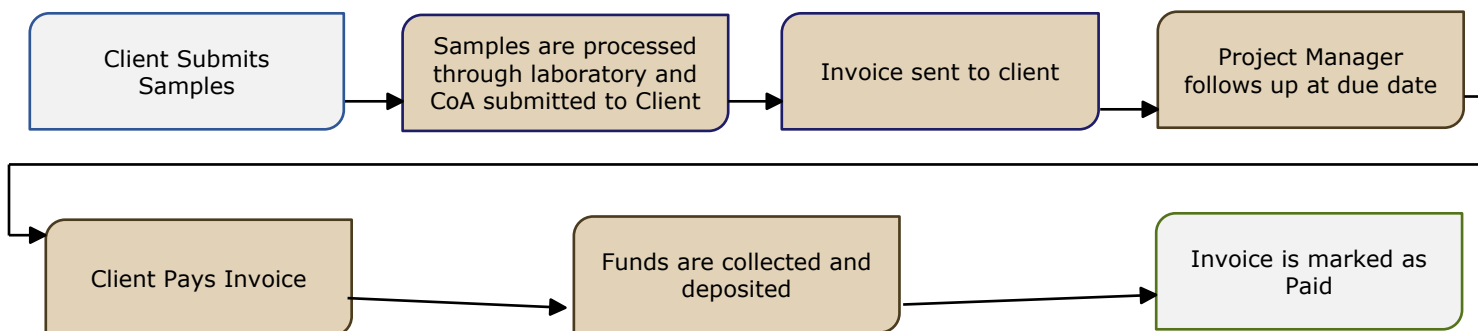 Client Submits
Samples
Samples are processed
through laboratory and
CoA submitted to Client
Invoice sent to client
Project Manager
follows up at due date
Client Pays Invoice
Funds are collected and
deposited
Invoice is marked as
Paid